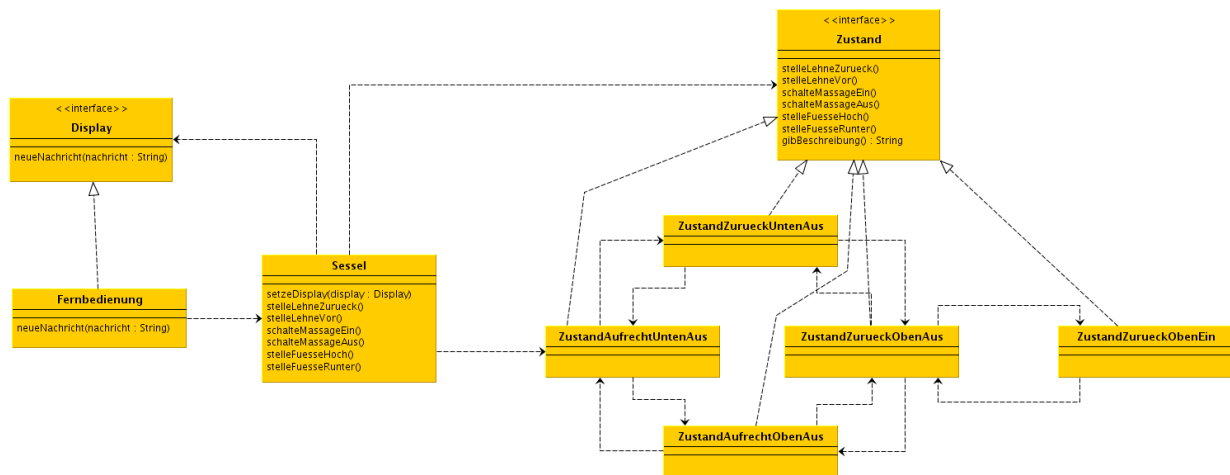 < <interface> >
Zustand
stelleLehneZurueck()
stelleLehneVor()
schalteMassageEin()
schalteMassageAus()
stelleFuesseHoch()
stelleFuesseRunter()
gibBeschreibung() : String
< <interface> >
Display
neueNachricht(nachricht : String)
ZustandZurueckUntenAus
Sessel
setzeDisplay(display : Display)
stelleLehneZurueck()
stelleLehneVor()
schalteMassageEin()
schalteMassageAus()
stelleFuesseHoch()
stelleFuesseRunter()
Fernbedienung
neueNachricht(nachricht : String)
ZustandAufrechtUntenAus
ZustandZurueckObenAus
ZustandZurueckObenEin
ZustandAufrechtObenAus